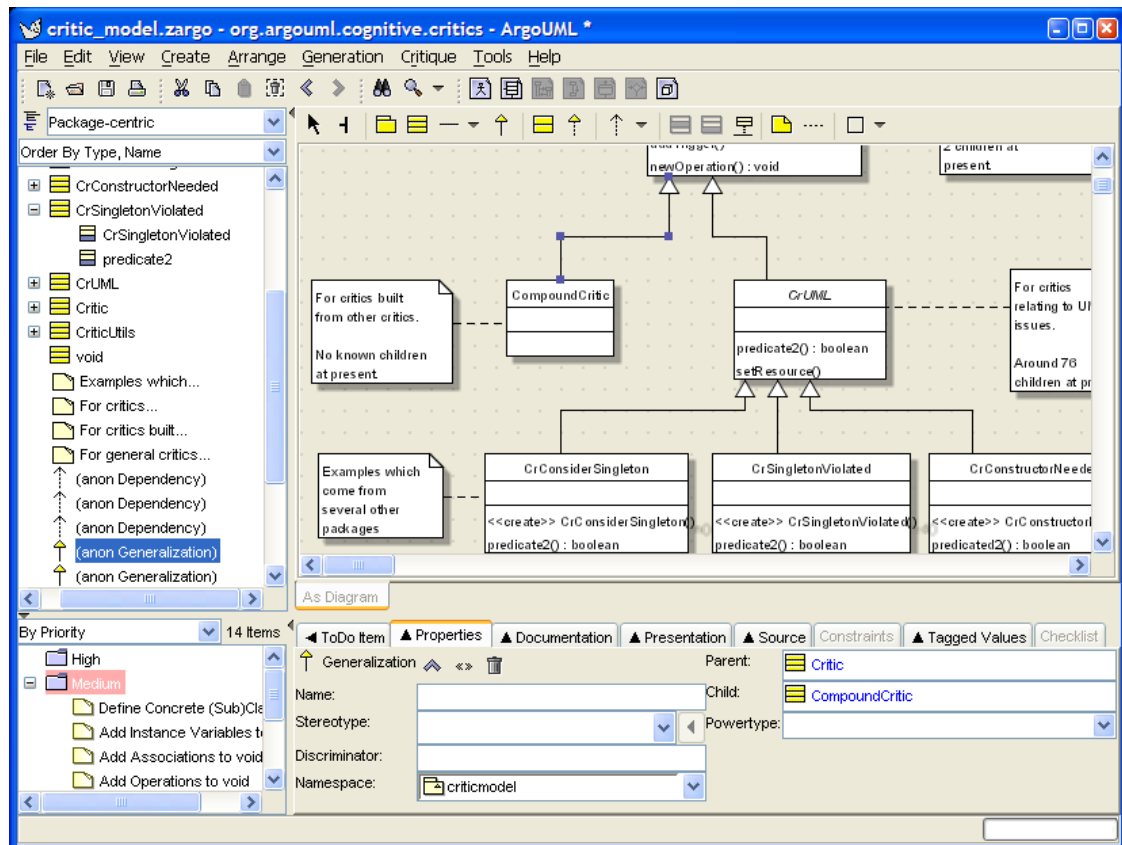 critic_model.zargo - org.argouml.cognitive.critics - ArgoUML *
File Edit View Create Arrange Generation Critique Tools Help
Package-centric
Order By Type, Name
CrConstructorNeeded
CrSingletonViolated
CrSingletonViolated
predicate2
CrUML
Critic
CriticUtils
void
Examples which...
For critics...
For critics built...
For general critics...
(anon Dependency)
(anon Dependency)
(anon Dependency)
(anon Generalization)
(anon Generalization)
newOperation() : void
2 children at
present.
For critics built
from other critics.
No known children
at present.
CompoundCritic
CrUML
predicate2() : boolean
setResource()
For critics
relating to
issues.
Around 76
children at
Examples which
come from
several other
packages
CrConsiderSingleton
<<create>> CrConsiderSingleton()
predicate2() : boolean
CrSingletonViolated
<<create>> CrSingletonViolated()
predicate2() : boolean
CrConstructorNeede
<<create>> CrConstructor
predicated2() : boolean
As Diagram
By Priority 14 Items
High
Medium
Define Concrete (Sub)Cla
Add Instance Variables t
Add Associations to void
Add Operations to void
ToDo Item Properties Documentation Presentation Source Constraints Tagged Values Checklist
Generalization «»
Name:
Stereotype:
Discriminator:
Namespace: criticmodel
Parent: Critic
Child: CompoundCritic
Powertype: